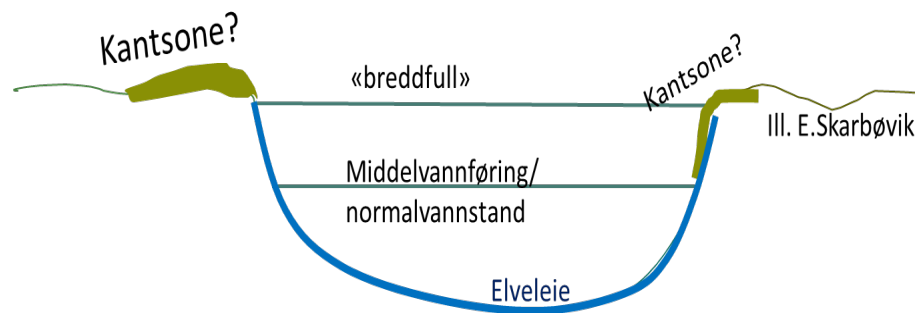 Kantsone?
«breddfull»
Kantsone?
Ill. E.Skarbøvik
Middelvannføring/
normalvannstand
Elveleie